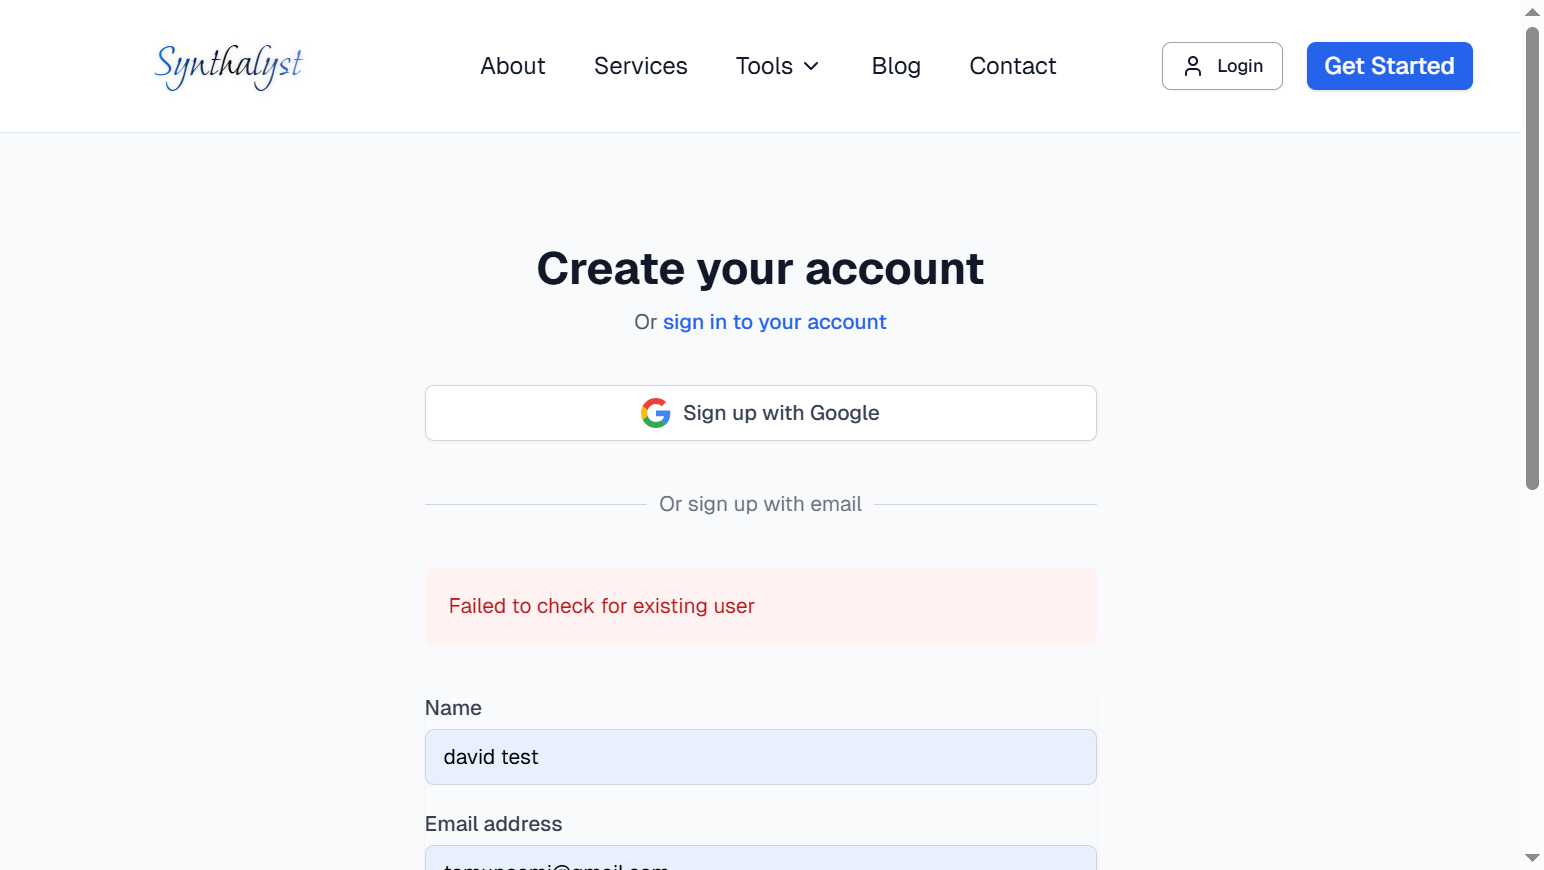 Synthalyst
About
Services
Tools
Blog
Contact
Login
Get Started
Create your account
Or sign in to your account
Sign up with Google
Or sign up with email
Failed to check for existing user
Name
david test
Email address